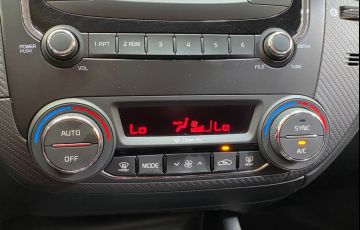 POWER PUSH
VOL
1 RPT
2 RDM
3
4
5
6
FILE
TUNE
AUTO
OFF
Lo
Lo
MODE
SYNC
A/C